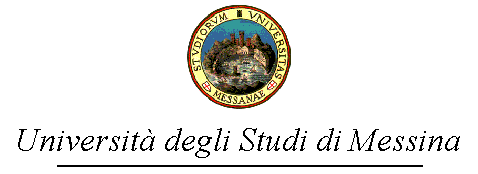 STVDIORVM VNIVERSITAS
MESSANAE
Università degli Studi di Messina